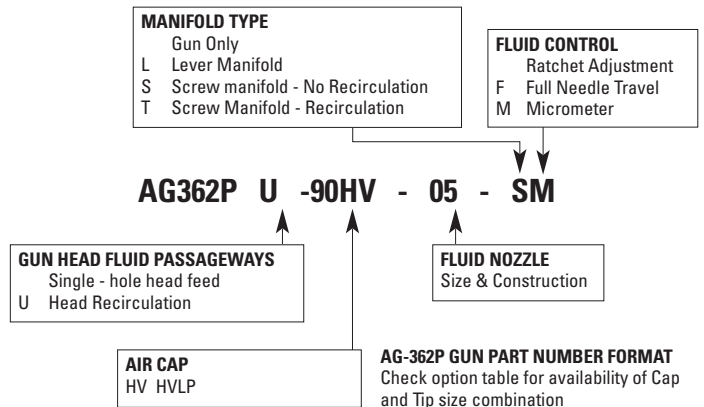 MANIFOLD TYPE
Gun Only
L Lever Manifold
S Screw manifold - No Recirculation
T Screw Manifold - Recirculation
FLUID CONTROL
Ratchet Adjustment
F Full Needle Travel
M Micrometer
AG362P U -90HV - 05 - SM
GUN HEAD FLUID PASSAGEWAYS
Single - hole head feed
U Head Recirculation
FLUID NOZZLE
Size & Construction
AIR CAP
HV HVLP
AG-362P GUN PART NUMBER FORMAT
Check option table for availability of Cap
and Tip size combination